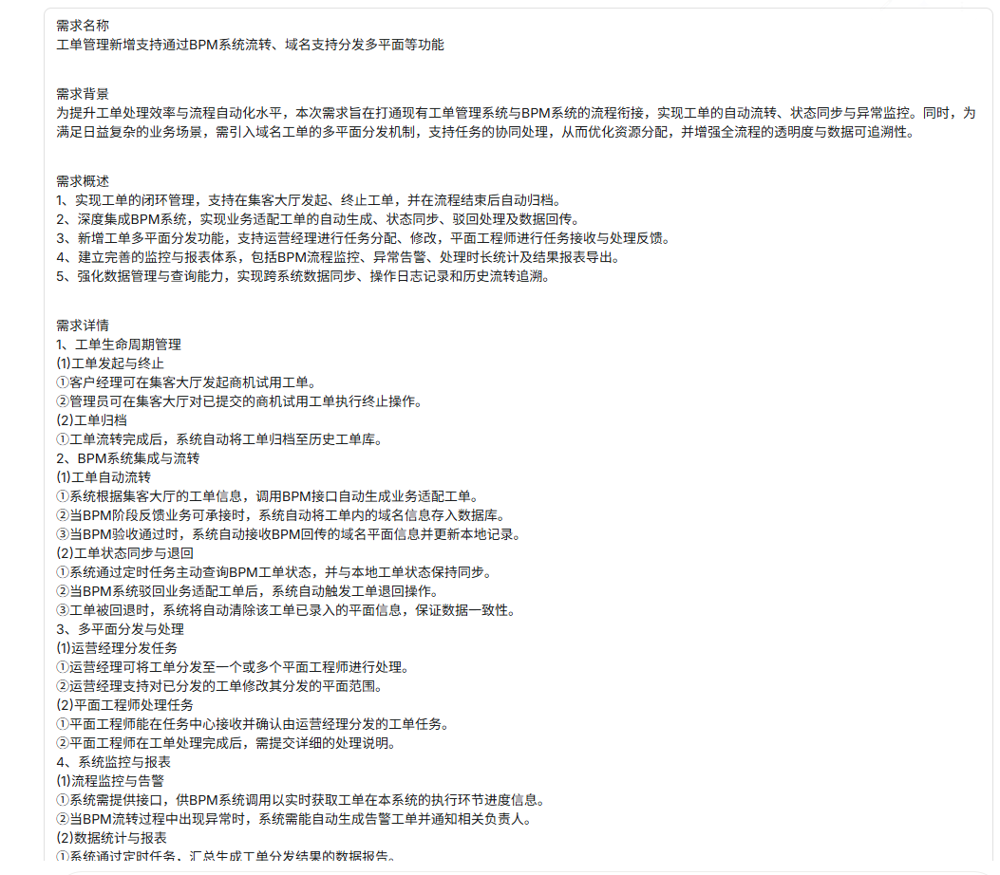 需求名称
工单管理新增支持通过BPM系统流转、域名支持分发多平面等功能
需求背景
为提升工单处理效率与流程自动化水平，本次需求旨在打通现有工单管理系统与BPM系统的流程衔接，实现工单的自动流转、状态同步与异常监控。同时，为
满足日益复杂的业务场景，需引入域名工单的多平面分发机制，支持任务的协同处理，从而优化资源分配，并增强全流程的透明度与数据可追溯性。
需求概述
1、实现工单的闭环管理，支持在集客大厅发起、终止工单，并在流程结束后自动归档。
2、深度集成BPM系统，实现业务适配工单的自动生成、状态同步、驳回处理及数据回传。
3、新增工单多平面分发功能，支持运营经理进行任务分配、修改，平面工程师进行任务接收与处理反馈。
4、建立完善的监控与报表体系，包括BPM流程监控、异常告警、处理时长统计及结果报表导出。
5、强化数据管理与查询能力，实现跨系统数据同步、操作日志记录和历史流转追溯。
需求详情
1、工单生命周期管理
(1)工单发起与终止
①客户经理可在集客大厅发起商机试用工单。
②管理员可在集客大厅对已提交的商机试用工单执行终止操作。
(2)工单归档
①工单流转完成后，系统自动将工单归档至历史工单库。
2、BPM系统集成与流转
(1)工单自动流转
①系统根据集客大厅的工单信息，调用BPM接口自动生成业务适配工单。
②当BPM阶段反馈业务可承接时，系统自动将工单内的域名信息存入数据库。
③当BPM验收通过时，系统自动接收BPM回传的域名平面信息并更新本地记录。
(2)工单状态同步与退回
①系统通过定时任务主动查询BPM工单状态，并与本地工单状态保持同步。
②当BPM系统驳回业务适配工单后，系统自动触发工单退回操作。
③工单被回退时，系统将自动清除该工单已录入的平面信息，保证数据一致性。
3、多平面分发与处理
(1)运营经理分发任务
①运营经理可将工单分发至一个或多个平面工程师进行处理。
②运营经理支持对已分发的工单修改其分发的平面范围。
(2)平面工程师处理任务
①平面工程师能在任务中心接收并确认由运营经理分发的工单任务。
②平面工程师在工单处理完成后，需提交详细的处理说明。
4、系统监控与报表
(1)流程监控与告警
①系统需提供接口，供BPM系统调用以实时获取工单在本系统的执行环节进度信息。
②当BPM流转过程中出现异常时，系统需能自动生成告警工单并通知相关负责人。
(2)数据统计与报表
①系统通过定时任务，汇总生成工单分发结果的数据报告。